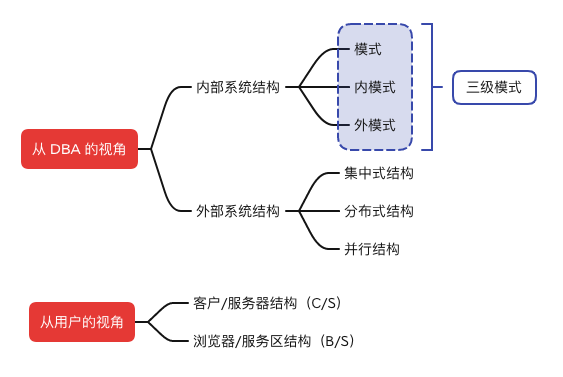 从 DBA 的视角
内部系统结构
模式
内模式
外模式
三级模式
外部系统结构
集中式结构
分布式结构
并行结构
从用户的视角
客户/服务器结构（C/S）
浏览器/服务区结构（B/S）